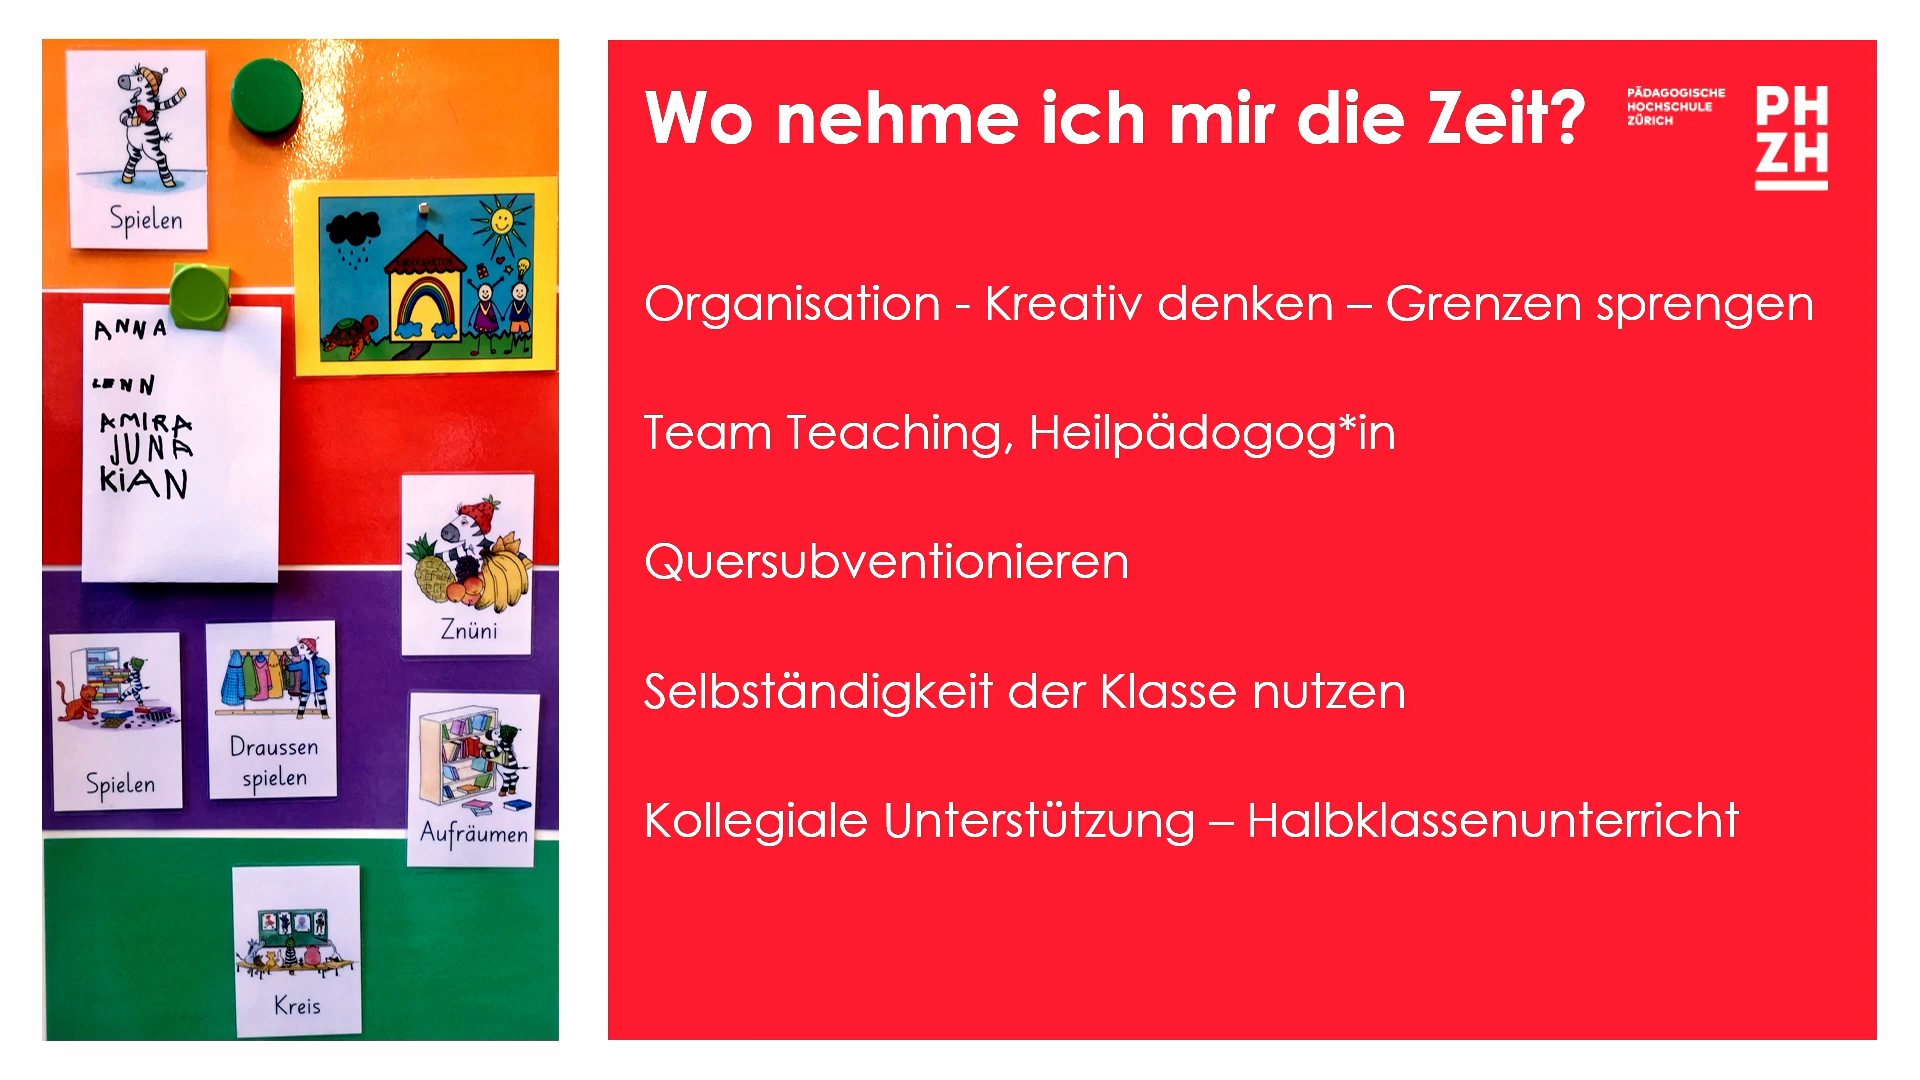 Spielen
KINDERGARTEN
ANNA
LENN
AMIRA
JUNA
KiAN
Znüni
Spielen
Draussen
spielen
Aufräumen
Kreis
Wo nehme ich mir die Zeit?
PÄDAGOGISCHE
HOCHSCHULE
ZÜRICH
PH
ZH
Organisation - Kreativ denken – Grenzen sprengen
Team Teaching, Heilpädogog*in
Quersubventionieren
Selbständigkeit der Klasse nutzen
Kollegiale Unterstützung – Halbklassenunterricht